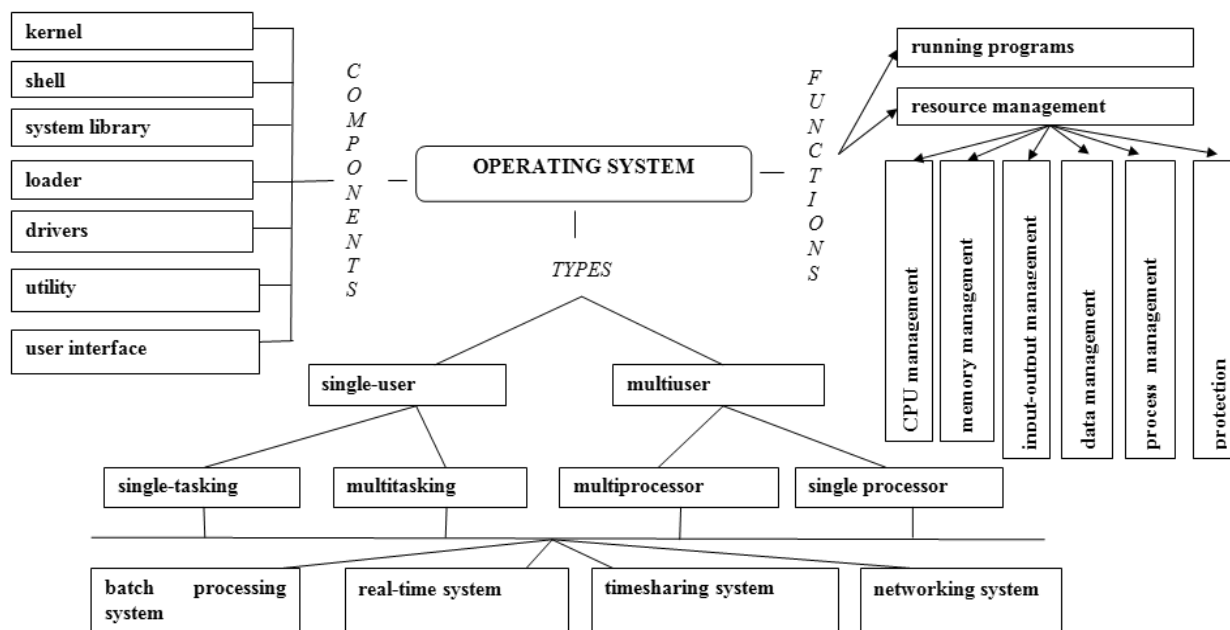 kernel
shell
system library
loader
drivers
utility
user interface
COMPONENTS
OPERATING SYSTEM
FUNCTIONS
running programs
resource management
CPU management
memory management
input-output management
data management
process management
protection
TYPES
single-user
multiuser
single-tasking
multitasking
multiprocessor
single processor
batch processing
system
real-time system
timesharing system
networking system